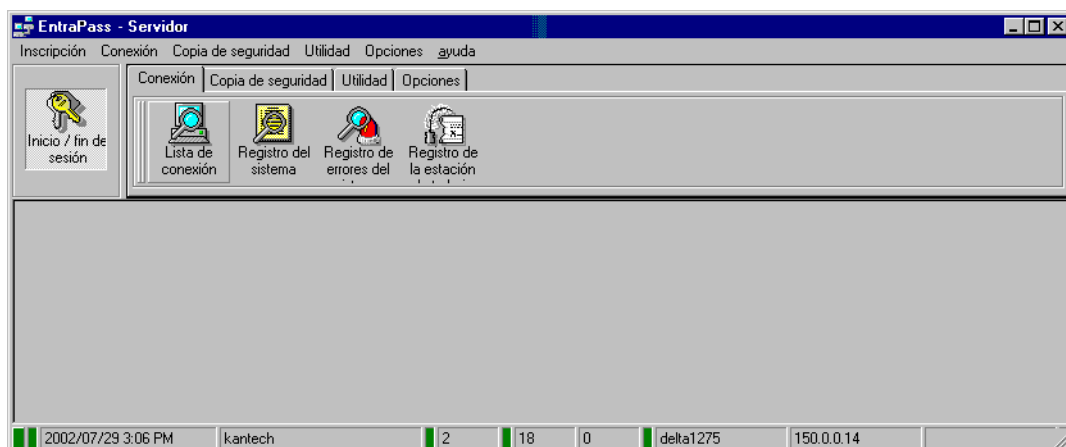 EntraPass - Servidor
Inscripción Conexión Copia de seguridad Utilidad Opciones ayuda
Conexión Copia de seguridad Utilidad Opciones
Inicio / fin de
sesión
Lista de
conexión
Registro del
sistema
Registro de
errores del
Registro de
la estación
2002/07/29 3:06 PM kantech 2 18 0 delta1275 150.0.0.14